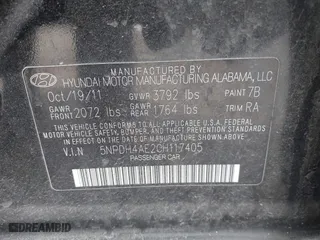 MANUFACTURED BY
HYUNDAI MOTOR MANUFACTURING ALABAMA, LLC
Oct/19/11 GVWR 3792 lbs PAINT 7B
GAWR FRONT 2072 lbs GAWR REAR 1764 lbs TRIM RA
THIS VEHICLE CONFORMS TO ALL APPLICABLE
FEDERAL MOTOR VEHICLE SAFETY, BUMPER, AND
THEFT PREVENTION STANDARDS IN EFFECT ON
THE DATE OF MANUFACTURE SHOWN ABOVE.
V.I.N 5NPDH4AE2CH117405
PASSENGER CAR